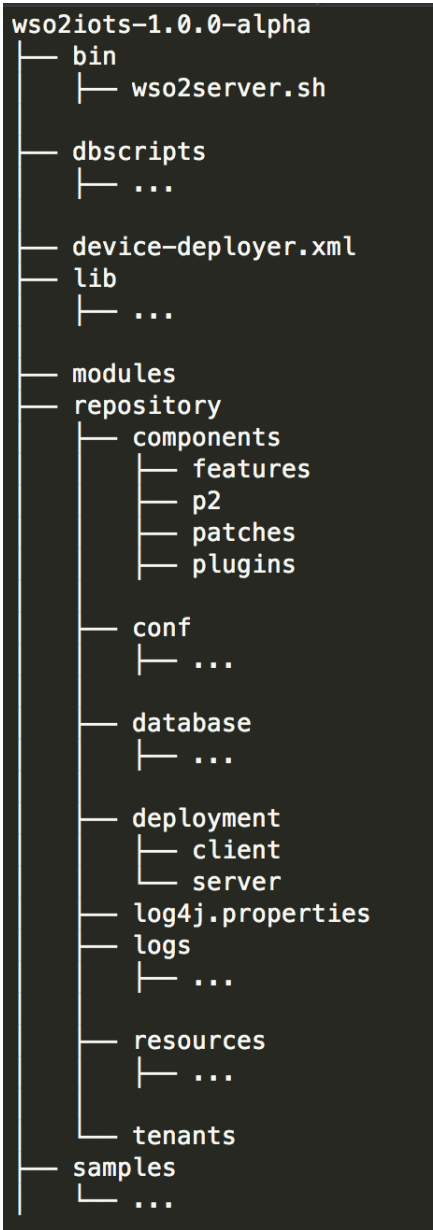 wso2iots-1.0.0-alpha
├── bin
│   ├── wso2server.sh
│
├── dbscripts
│   ├── ...
│
├── device-deployer.xml
├── lib
│   ├── ...
│
├── modules
├── repository
│   ├── components
│   │   ├── features
│   │   ├── p2
│   │   ├── patches
│   │   ├── plugins
│   │
│   ├── conf
│   │   ├── ...
│   │
│   ├── database
│   │   ├── ...
│   │
│   ├── deployment
│   │   ├── client
│   │   └── server
│   ├── log4j.properties
│   ├── logs
│   │   ├── ...
│   │
│   ├── resources
│   │   ├── ...
│   │
│   └── tenants
├── samples
│   └── ...